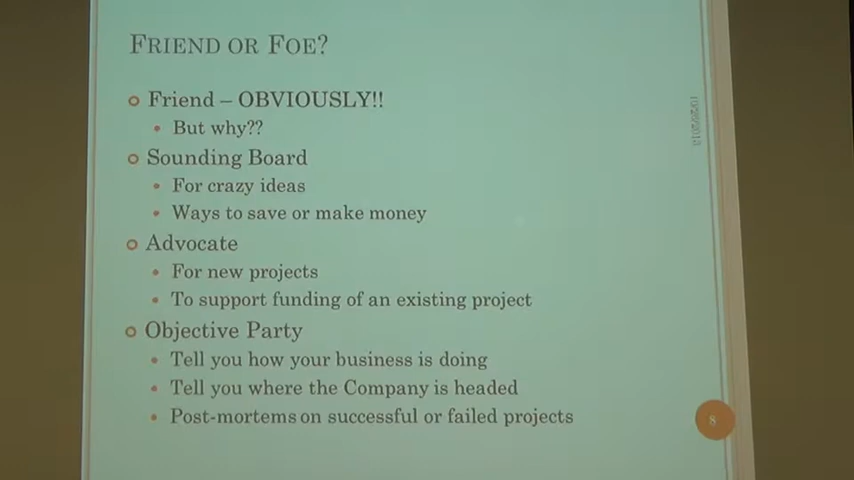 FRIEND OR FOE?
Friend – OBVIOUSLY!!
But why??
Sounding Board
For crazy ideas
Ways to save or make money
Advocate
For new projects
To support funding of an existing project
Objective Party
Tell you how your business is doing
Tell you where the Company is headed
Post-mortems on successful or failed projects
8